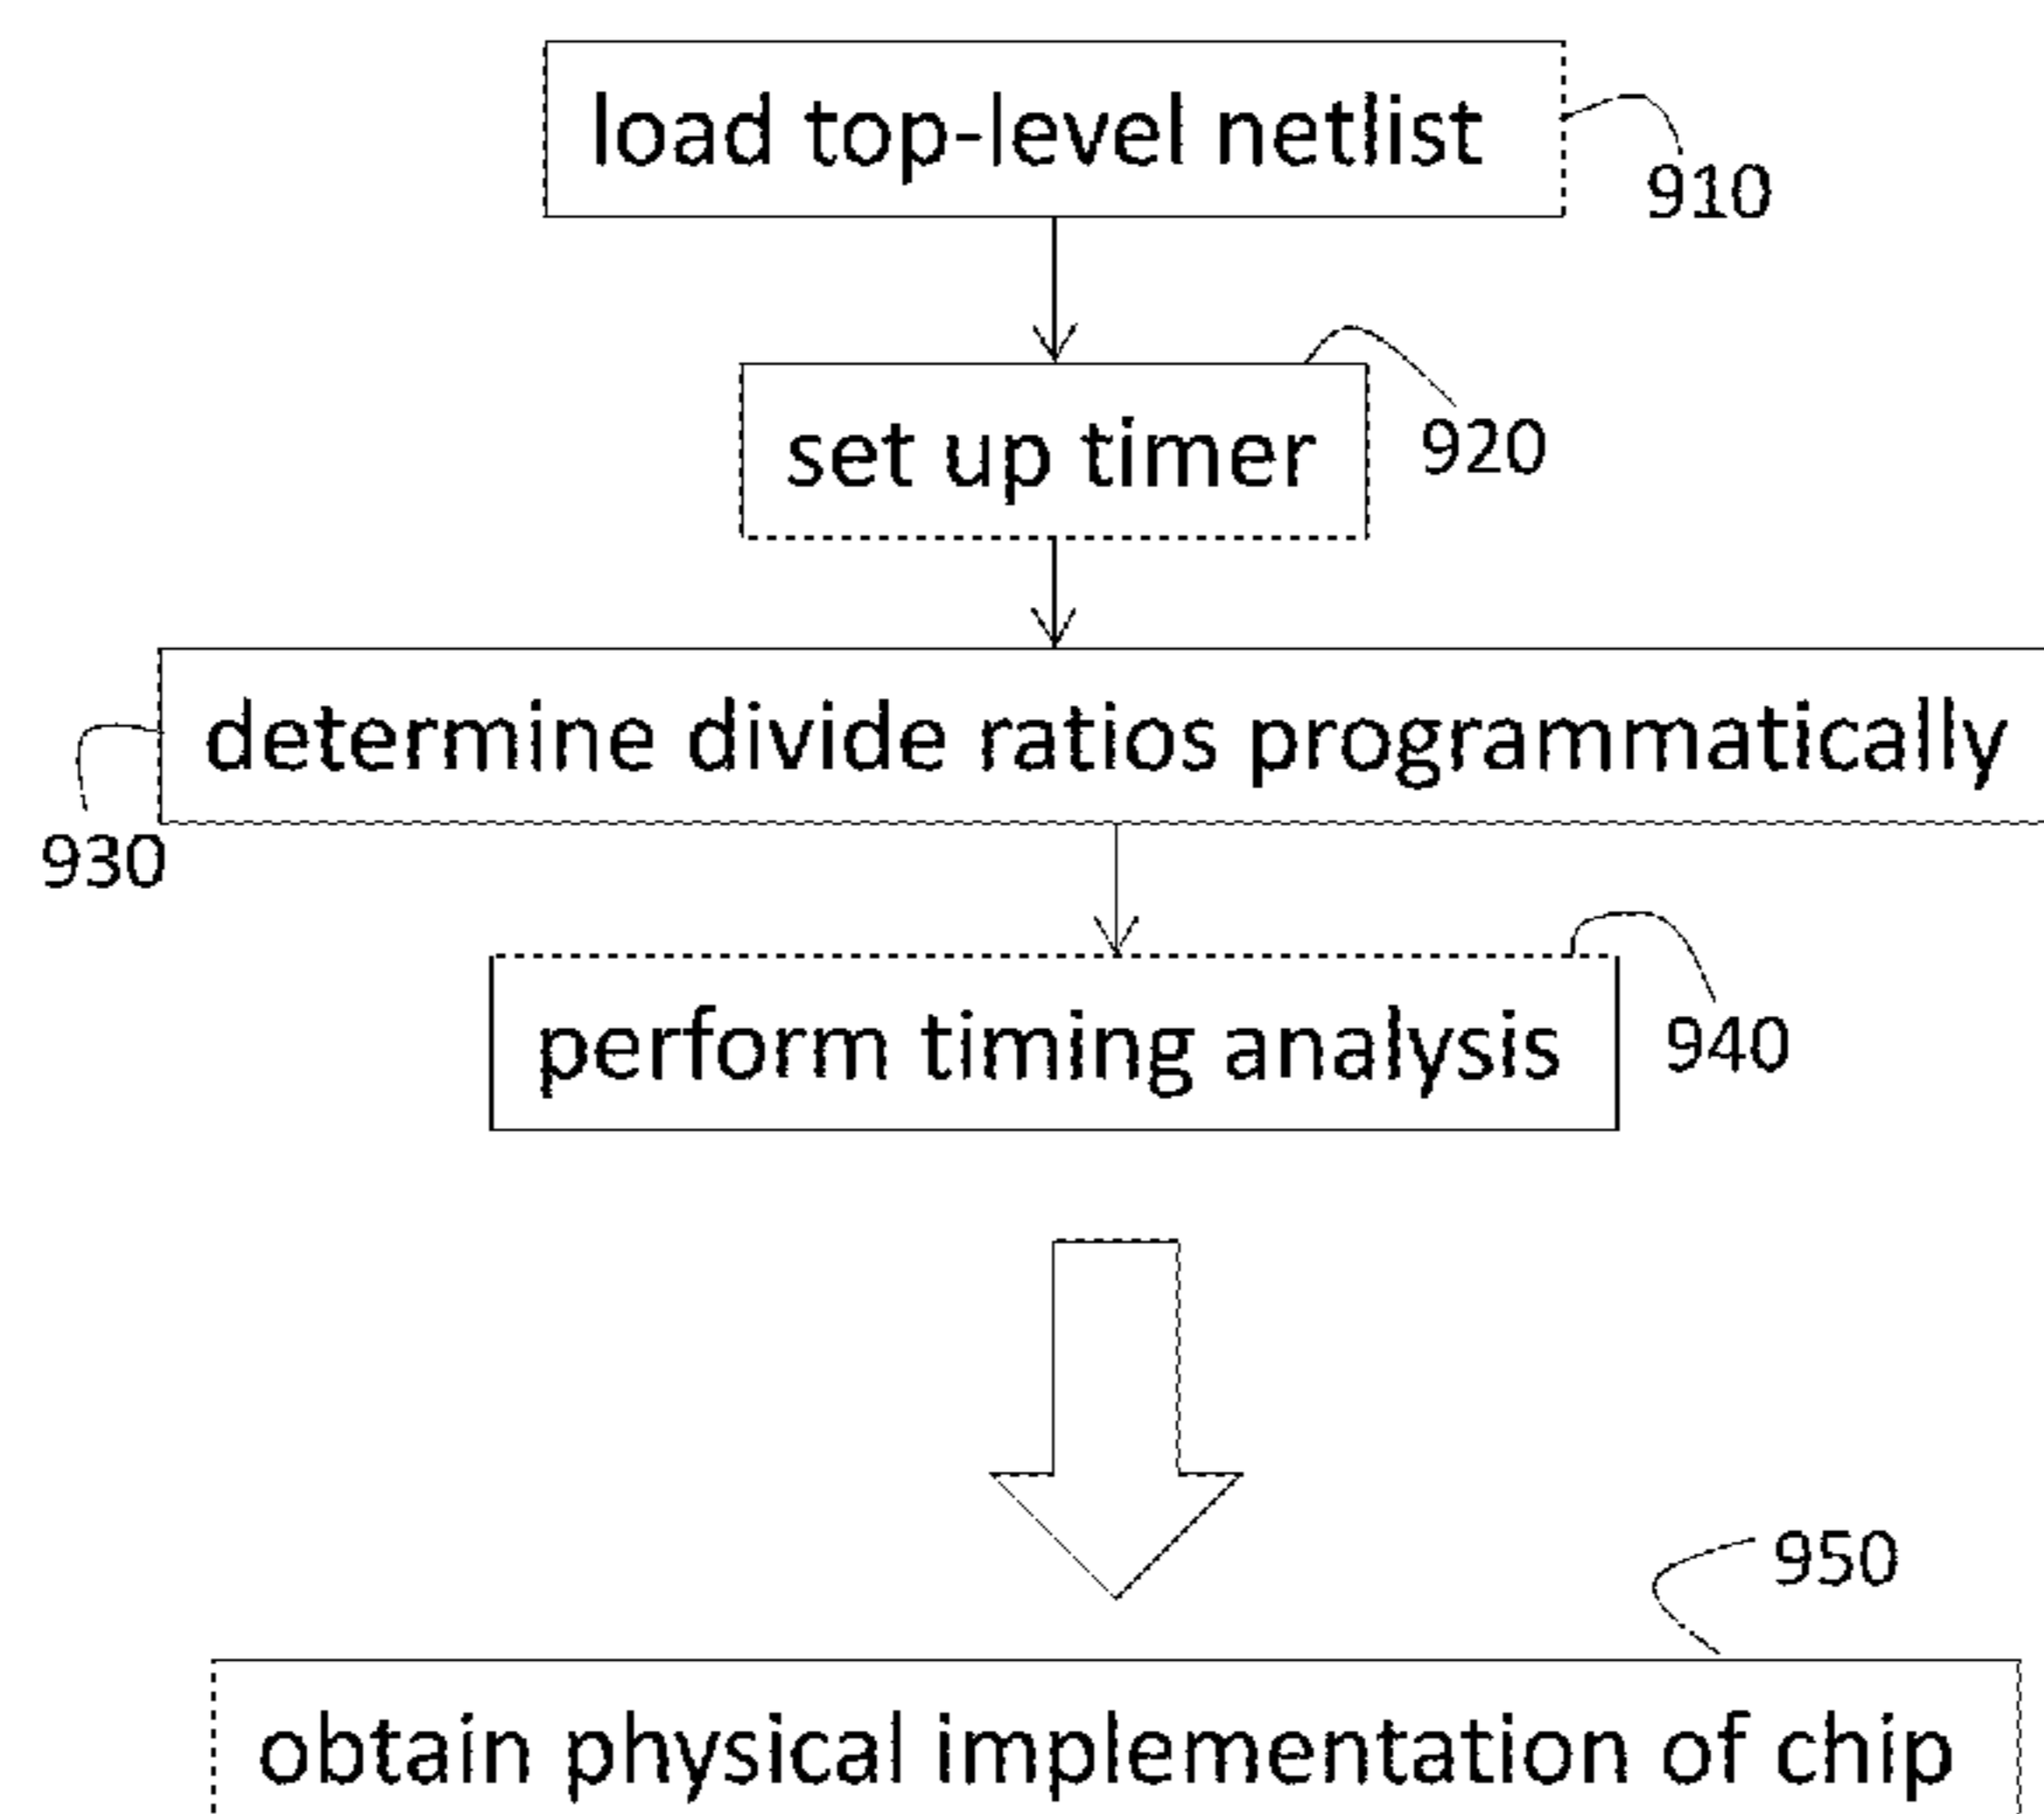 load top-level netlist
910
set up timer
920
determine divide ratios programmatically
930
perform timing analysis
940
950
obtain physical implementation of chip